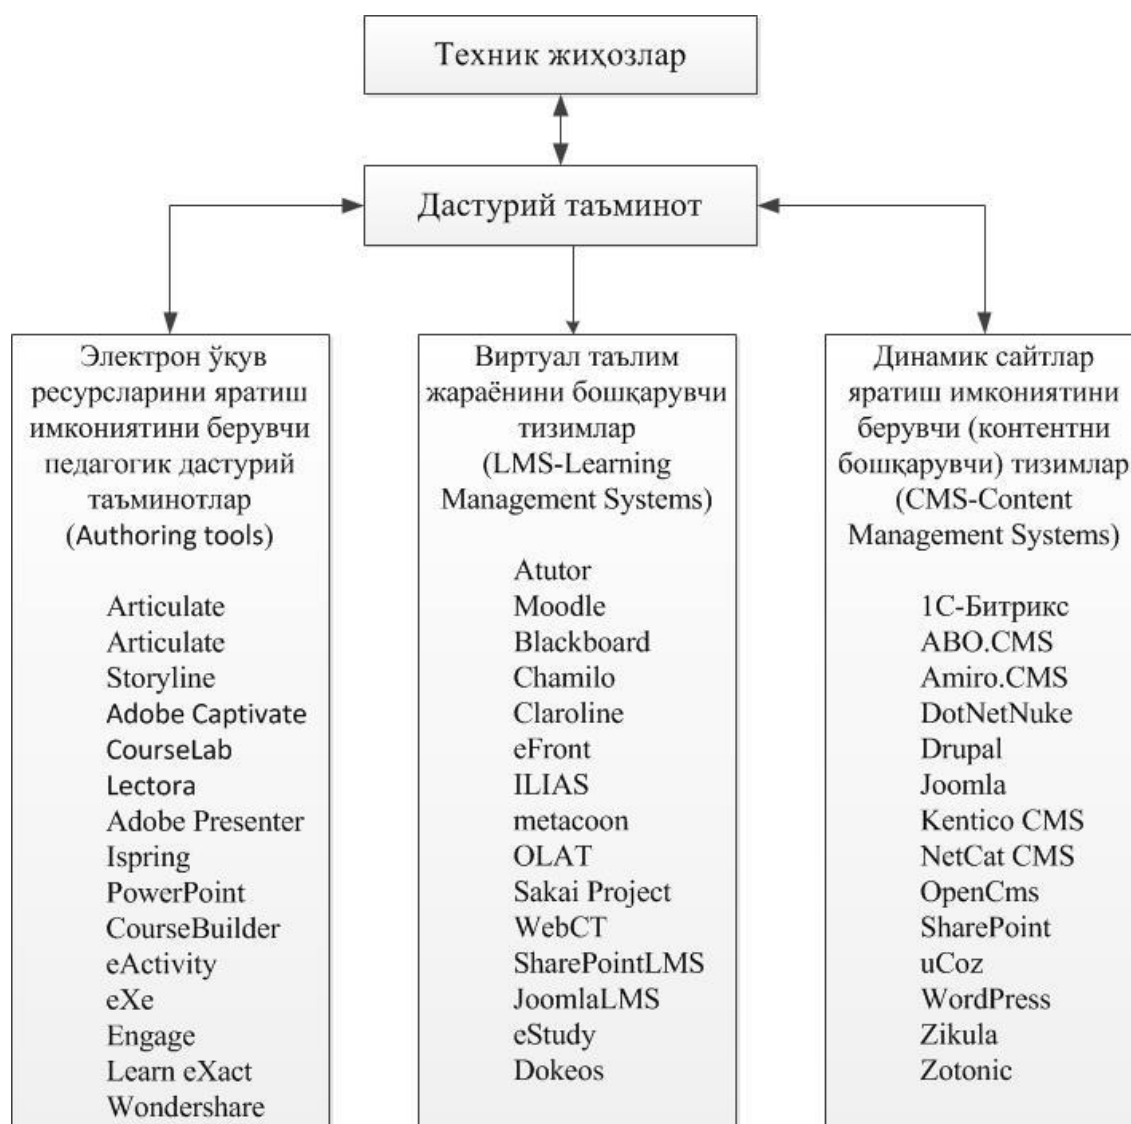 Техник жиҳозлар
Дастурий таъминот
Электрон ўқув
ресурсларини яратиш
имкониятини берувчи
педагогик дастурий
таъминотлар
(Authoring tools)
Articulate
Articulate
Storyline
Adobe Captivate
CourseLab
Lectora
Adobe Presenter
Ispring
PowerPoint
CourseBuilder
eActivity
eXe
Engage
Learn eXact
Wondershare
Виртуал таълим
жараёнини бошқарувчи
тизимлар
(LMS-Learning
Management Systems)
Atutor
Moodle
Blackboard
Chamilo
Claroline
eFront
ILIAS
metacoon
OLAT
Sakai Project
WebCT
SharePointLMS
JoomlaLMS
eStudy
Dokeos
Динамик сайтлар
яратиш имкониятини
берувчи (контентни
бошқарувчи) тизимлар
(CMS-Content
Management Systems)
1С-Битрикс
ABO.CMS
Amiro.CMS
DotNetNuke
Drupal
Joomla
Kentico CMS
NetCat CMS
OpenCms
SharePoint
uCoz
WordPress
Zikula
Zotonic